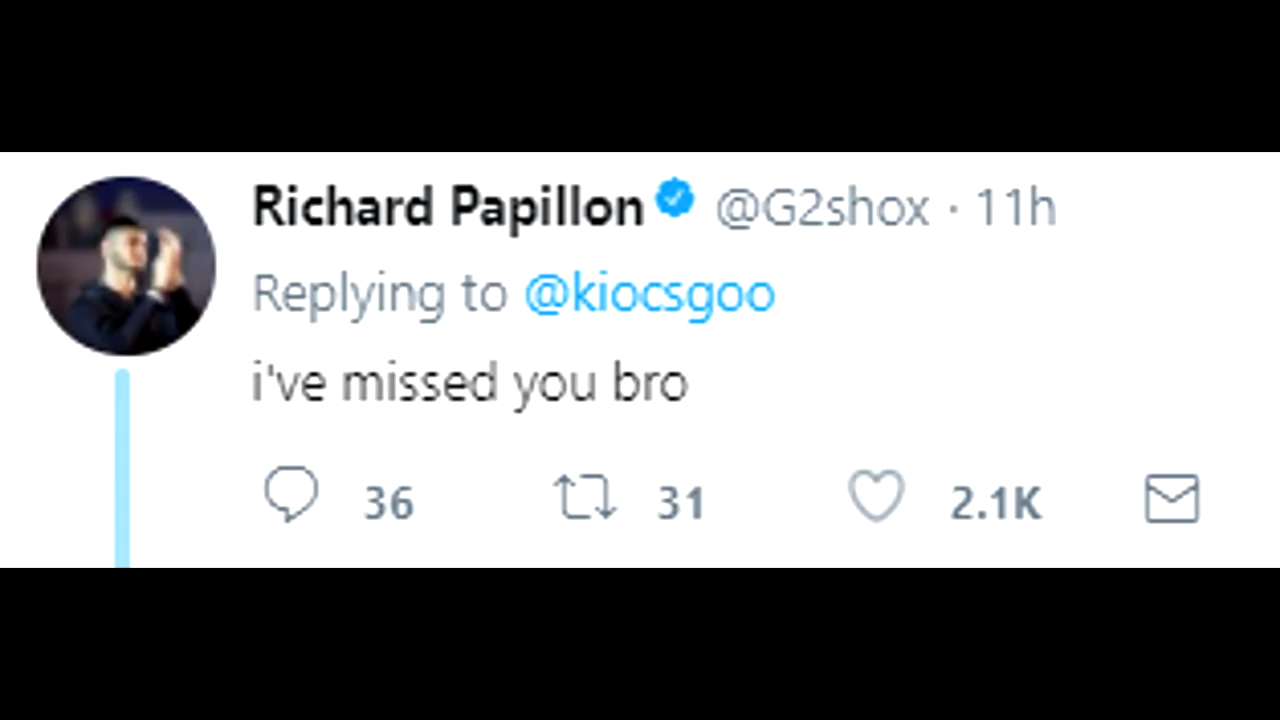 Richard Papillon @G2shox · 11h
Replying to @kiocsgoo
i've missed you bro
36 31 2.1K